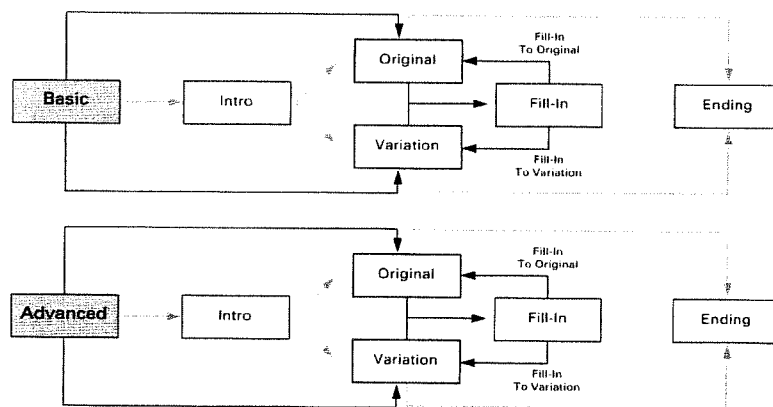 Fill-In
To Original
Original
Basic
Intro
Fill-In
Ending
Variation
Fill-In
To Variation
Fill-In
To Original
Original
Advanced
Intro
Fill-In
Ending
Variation
Fill-In
To Variation